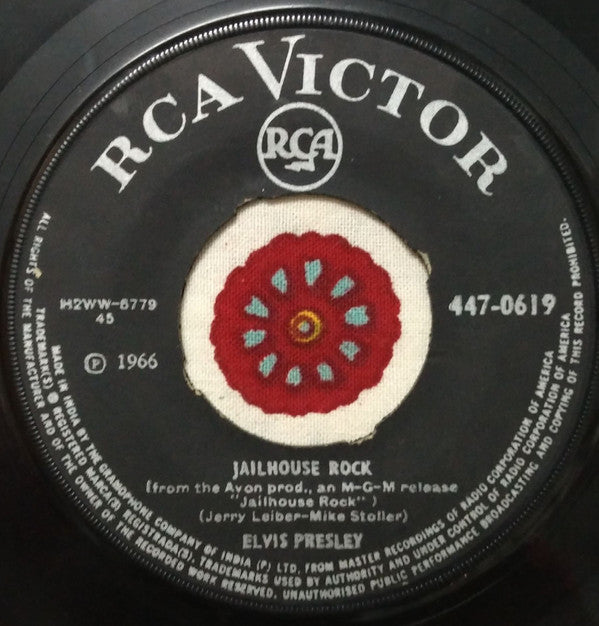 RCA VICTOR
RCA
H2WW-6779
45
Ⓟ 1966
447-0619
JAILHOUSE ROCK
(from the Avon prod., an M-G-M release
"Jailhouse Rook")
(Jerry Leiber-Mike Stoller)
ELVIS PRESLEY
ALL RIGHTS OF THE MANUFACTURER AND OF THE OWNER OF THE RECORDED WORK RESERVED. UNAUTHORISED PUBLIC PERFORMANCE BROADCASTING AND COPYING OF THIS RECORD PROHIBITED.
TRADEMARK(S) ® REGISTERED MARCA(S) REGISTRADA(S). TRADEMARKS USED BY AUTHORITY AND UNDER CONTROL OF RADIO CORPORATION OF AMERICA
MADE IN INDIA BY THE GRAMOPHONE COMPANY OF INDIA (P) LTD, FROM MASTER RECORDINGS OF RADIO CORPORATION OF AMERICA